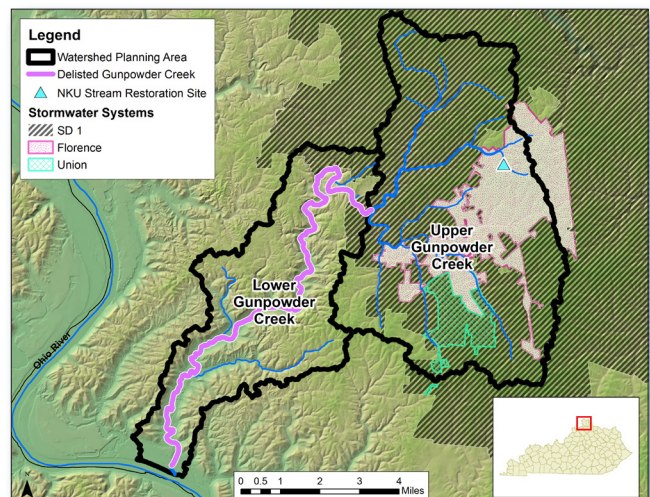 Legend
Watershed Planning Area
Delisted Gunpowder Creek
NKU Stream Restoration Site
Stormwater Systems
SD 1
Florence
Union
Upper
Gunpowder
Creek
Lower
Gunpowder
Creek
Ohio River
N
0 0.5 1 2 3 4
Miles